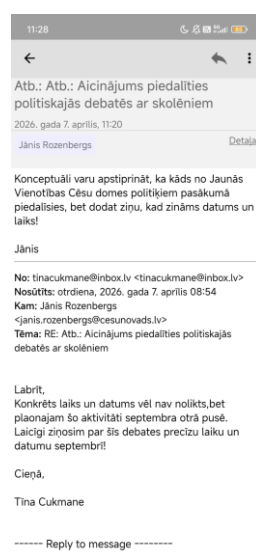 11:28
Atb.: Atb.: Aicinājums piedalīties
politiskajās debatēs ar skolēniem
2026. gada 7. aprīlis, 11:20
Jānis Rozenbergs
Detaļa
Konceptuāli varu apstiprināt, ka kāds no Jaunās
Vienotības Cēsu domes politiķiem pasākumā
piedalīsies, bet dodat ziņu, kad zināms datums un
laiks!
Jānis
No: tinacukmane@inbox.lv <tinacukmane@inbox.lv>
Nosūtīts: otrdiena, 2026. gada 7. aprīlis 08:54
Kam: Jānis Rozenbergs
<janis.rozenbergs@cesunovads.lv>
Tēma: RE: Atb.: Aicinājums piedalīties politiskajās
debatēs ar skolēniem
Labrīt,
Konkrēts laiks un datums vēl nav nolikts,bet
plaonajam šo aktivitāti septembra otrā pusē.
Laicīgi ziņosim par šīs debates precīzu laiku un
datumu septembrī!
Cieņā,
Tīna Cukmane
------ Reply to message --------